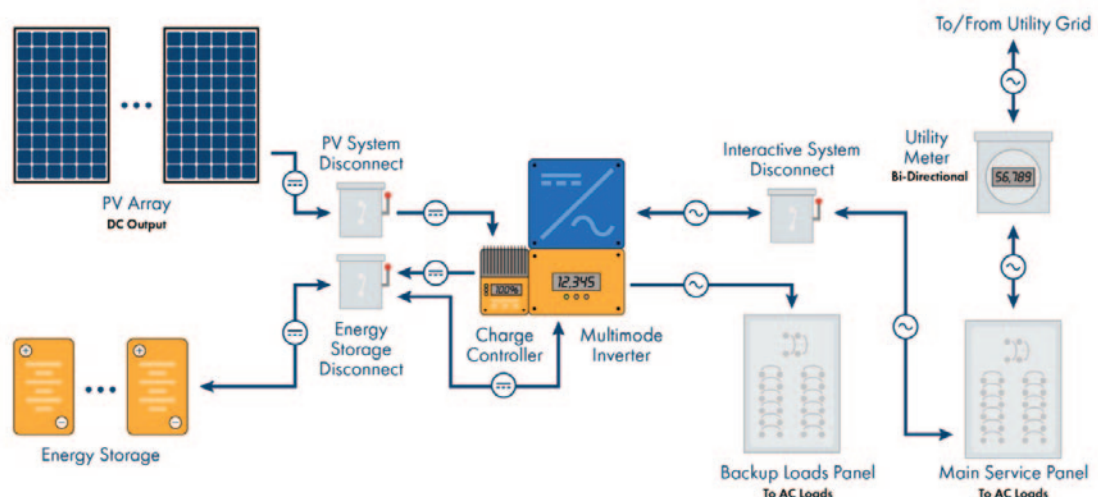 To/From Utility Grid
PV System
Disconnect
Utility
Meter
Bi-Directional
56,789
Interactive System
Disconnect
PV Array
DC Output
12,345
Energy
Storage
Disconnect
Charge
Controller
Multimode
Inverter
Energy Storage
Backup Loads Panel
To AC Loads
Main Service Panel
To AC Loads